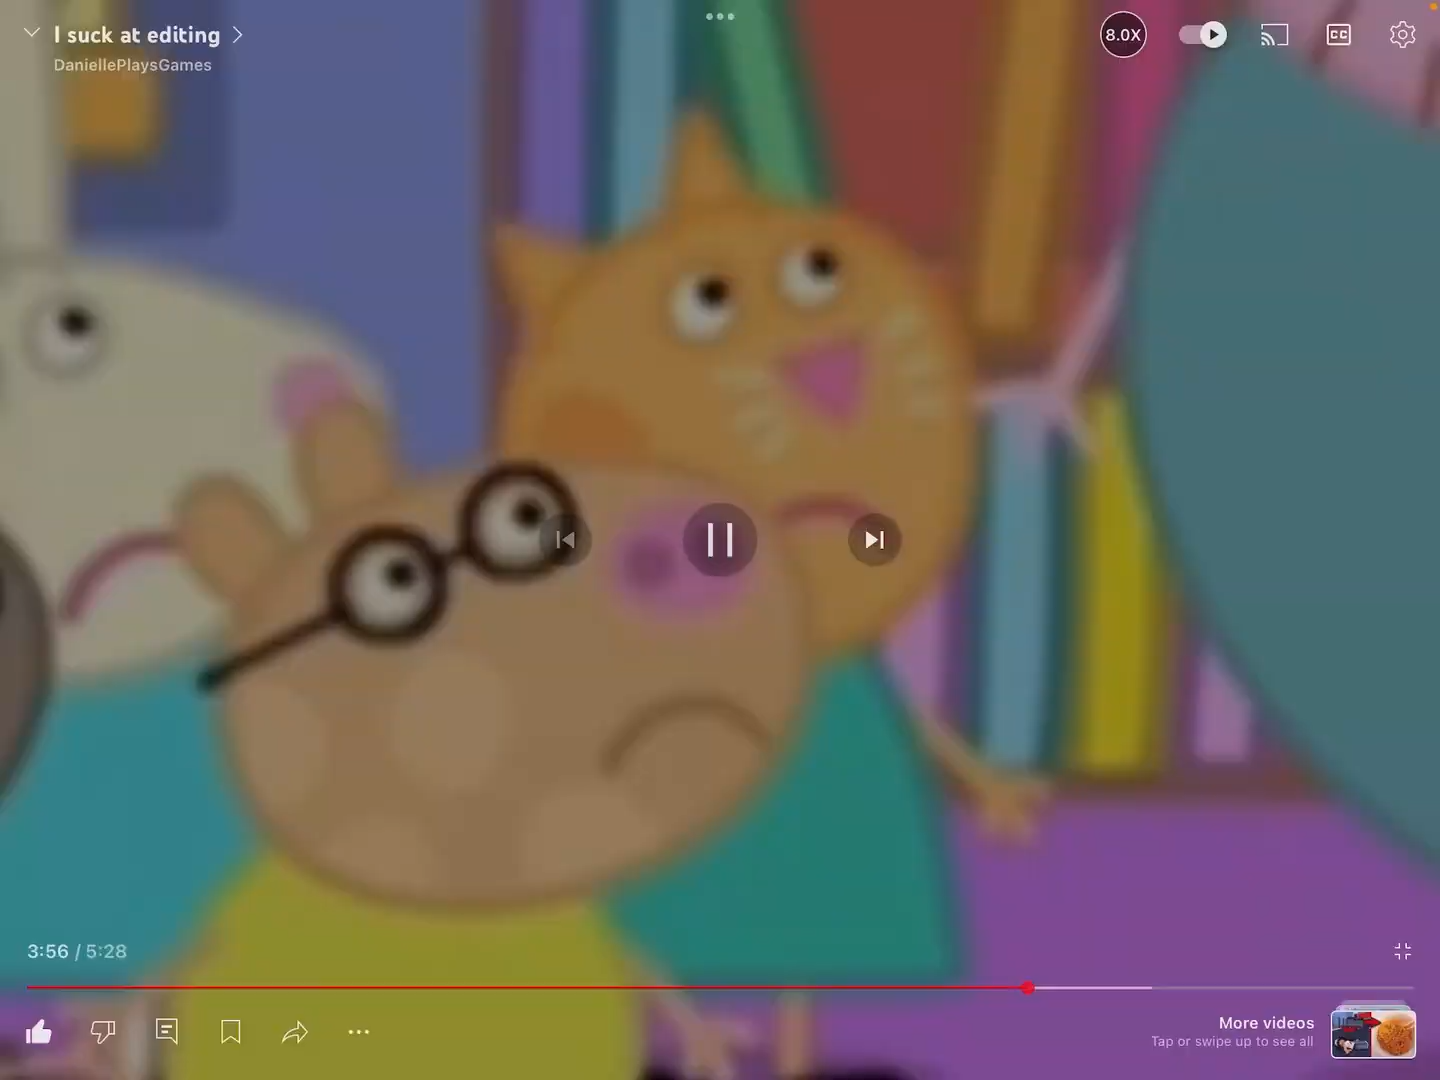 I suck at editing
DaniellePlaysGames
8.0X
CC
3:56 / 5:28
More videos
Tap or swipe up to see all